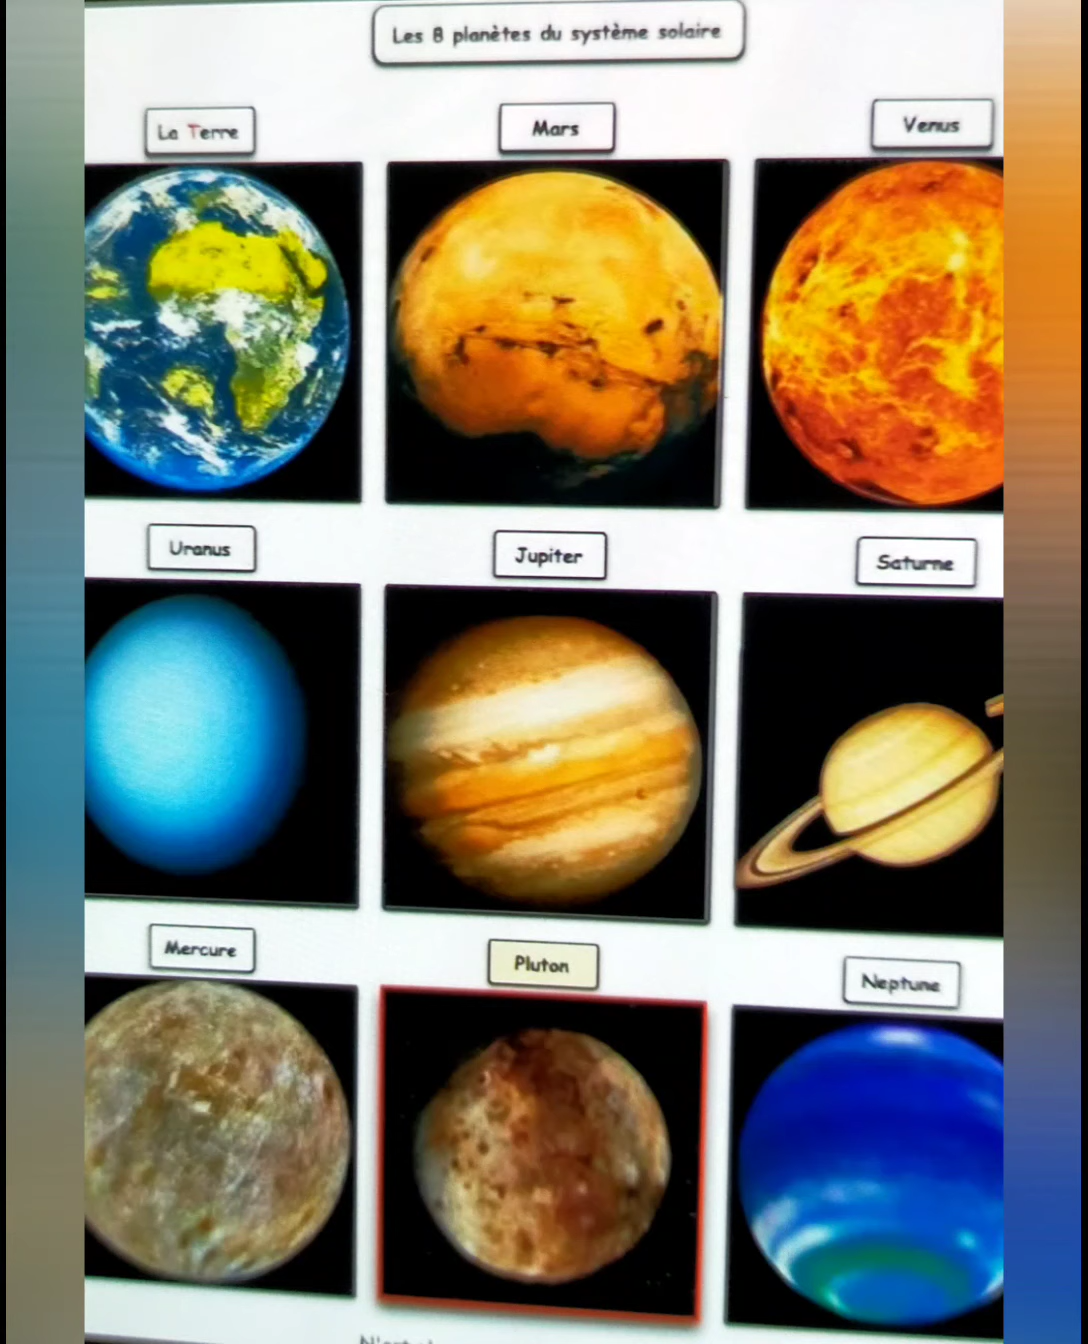 Les 8 planètes du système solaire
La Terre
Mars
Venus
Uranus
Jupiter
Saturne
Mercure
Pluton
Neptune